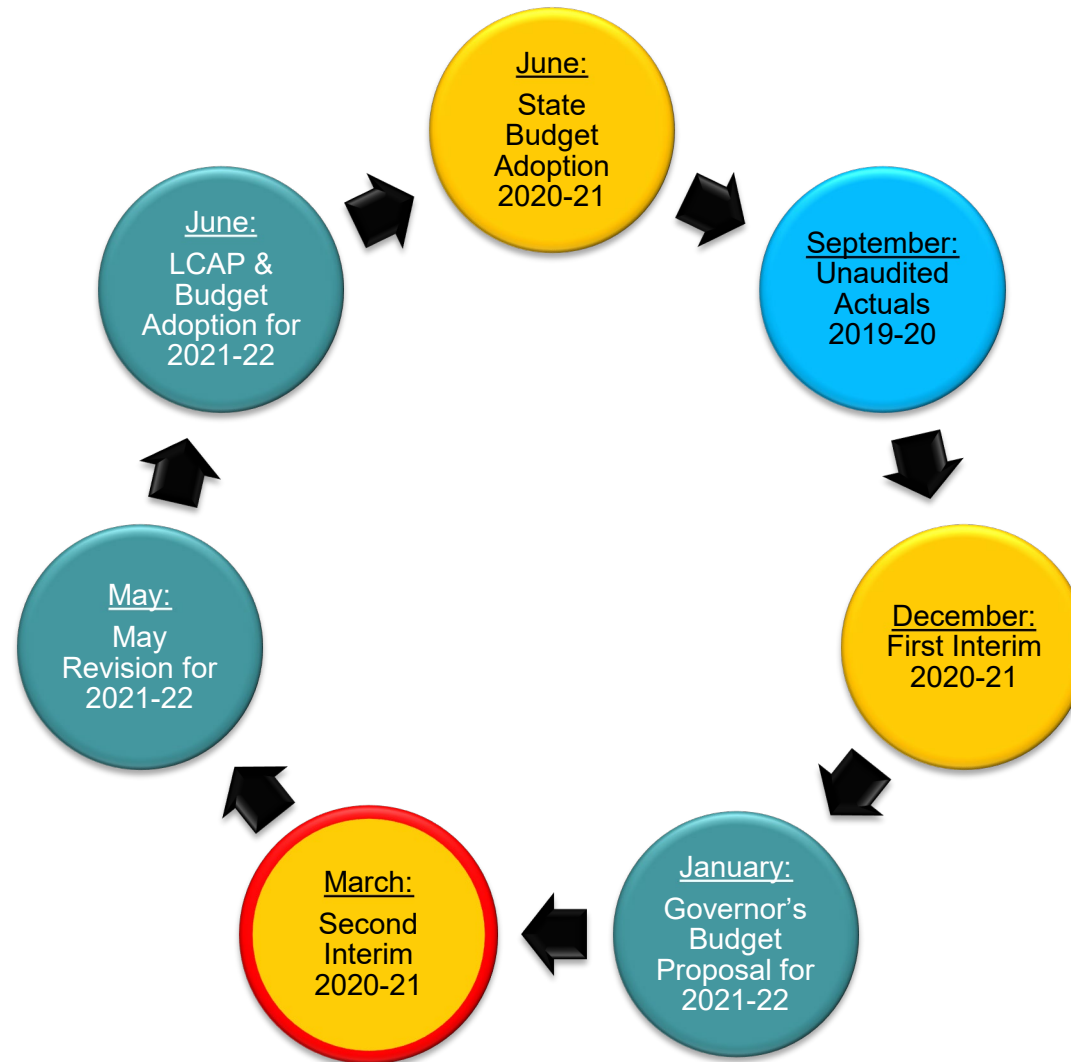 June:
State
Budget
Adoption
2020-21
September:
Unaudited
Actuals
2019-20
December:
First Interim
2020-21
January:
Governor’s
Budget
Proposal for
2021-22
March:
Second
Interim
2020-21
May:
May
Revision for
2021-22
June:
LCAP &
Budget
Adoption for
2021-22